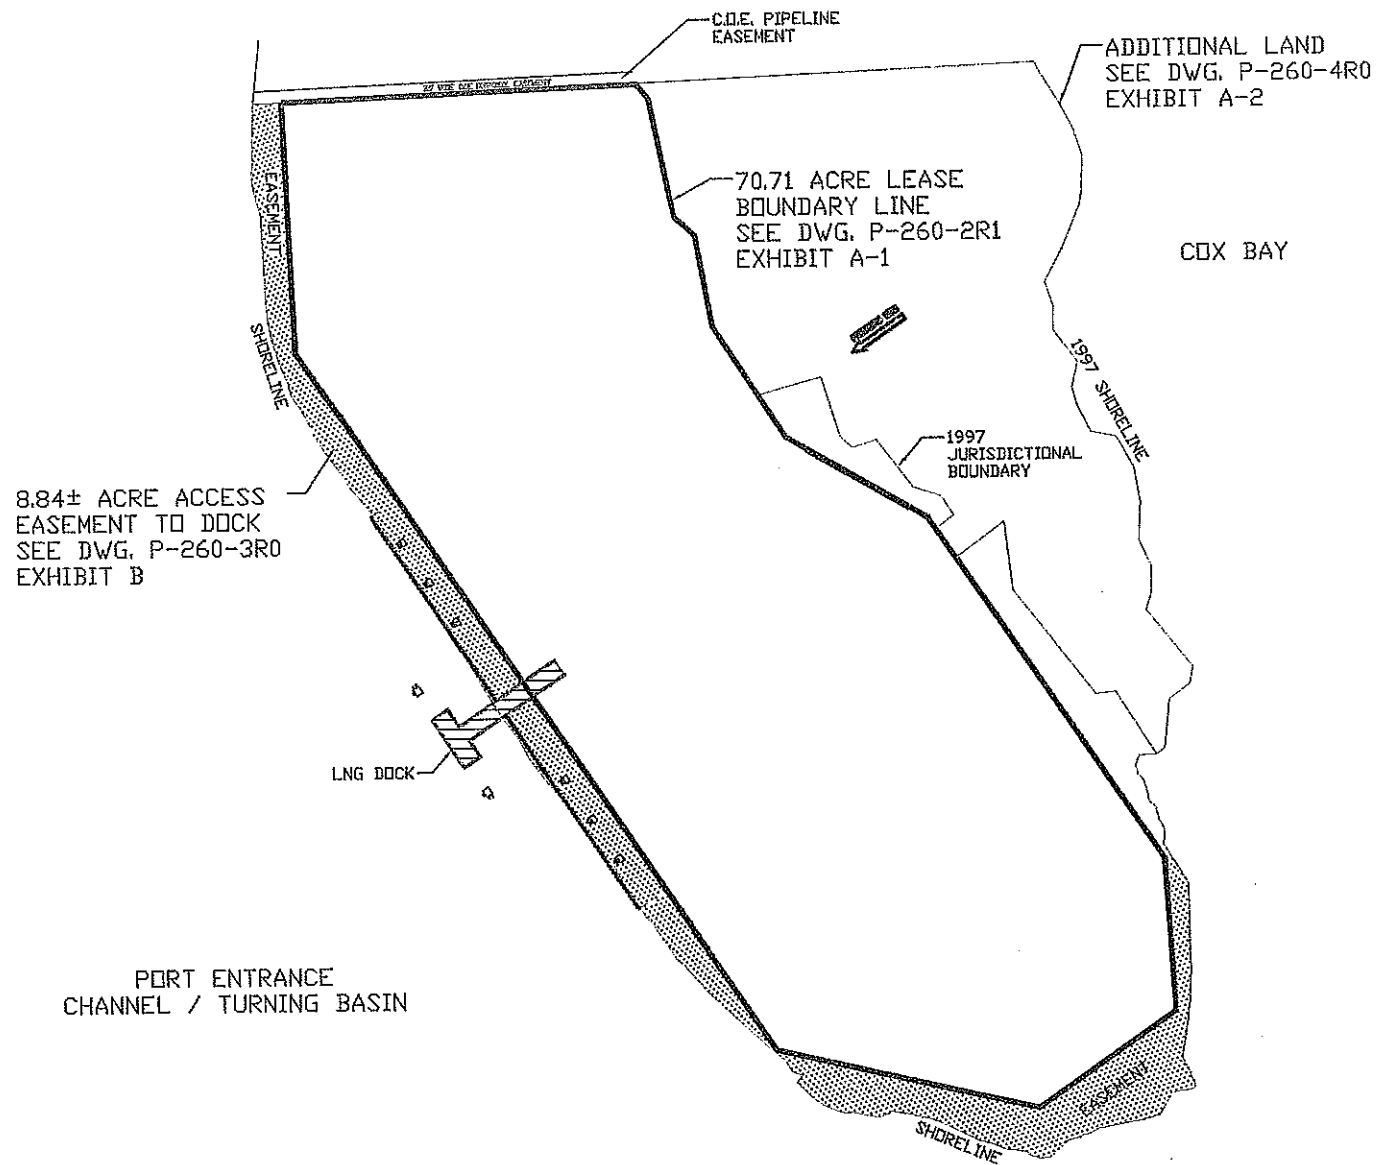 C.O.E. PIPELINE
EASEMENT
ADDITIONAL LAND
SEE DWG. P-260-4R0
EXHIBIT A-2
EASEMENT
70.71 ACRE LEASE
BOUNDARY LINE
SEE DWG. P-260-2R1
EXHIBIT A-1
COX BAY
SHORELINE
1997 SHORELINE
1997
JURISDICTIONAL
BOUNDARY
8.84± ACRE ACCESS
EASEMENT TO DOCK
SEE DWG. P-260-3R0
EXHIBIT B
LNG DOCK
PORT ENTRANCE
CHANNEL / TURNING BASIN
EASEMENT
SHORELINE